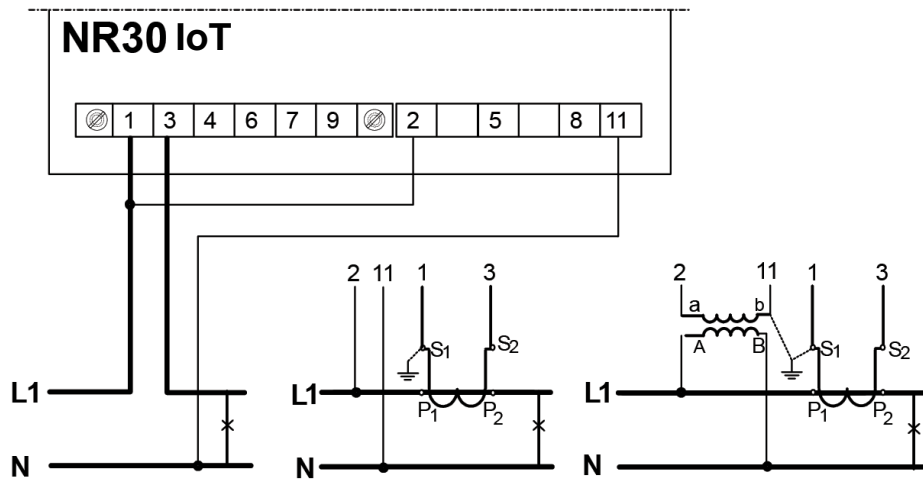 NR30 IoT
1 3 4 6 7 9 2 5 8 11
2 11 1 3 2 11 1 3
a b
S1 S2 A B S1 S2
L1 L1 L1
P1 P2 P1 P2
N N N